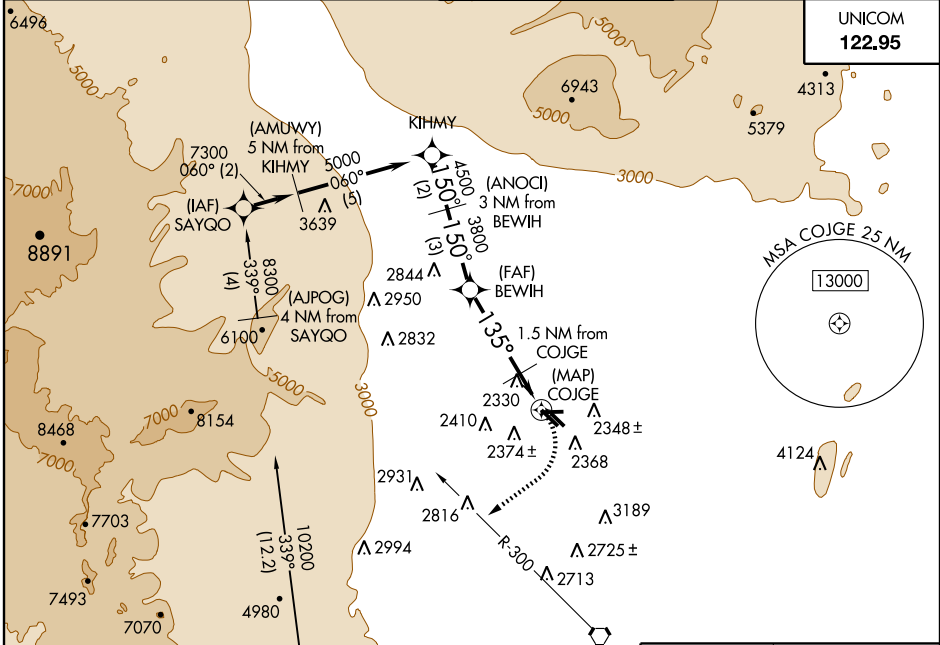 6496
5000
7000
8891
UNICOM
122.95
4313
5379
6943
5000
5000
3000
KIHMY
(AMUWY)
5 NM from
KIHMY
7300
060° (2)
5000
060°
(5)
(IAF)
SAYQO
3639
4500
150°
(2)
(ANOCI)
3 NM from
BEWIH
3800
150°
(3)
(FAF)
BEWIH
2844
2950
2832
8300
339°
(4)
(AJPOG)
4 NM from
SAYQO
6100
5000
3000
135°
1.5 NM from
COJGE
(MAP)
COJGE
2330
2410
2374±
2348±
2368
MSA COJGE 25 NM
13000
4124
7000
8154
8468
7000
7703
7493
7070
4980
10200
339°
(12.2)
2931
2816
2994
3189
2725±
2713
R-300